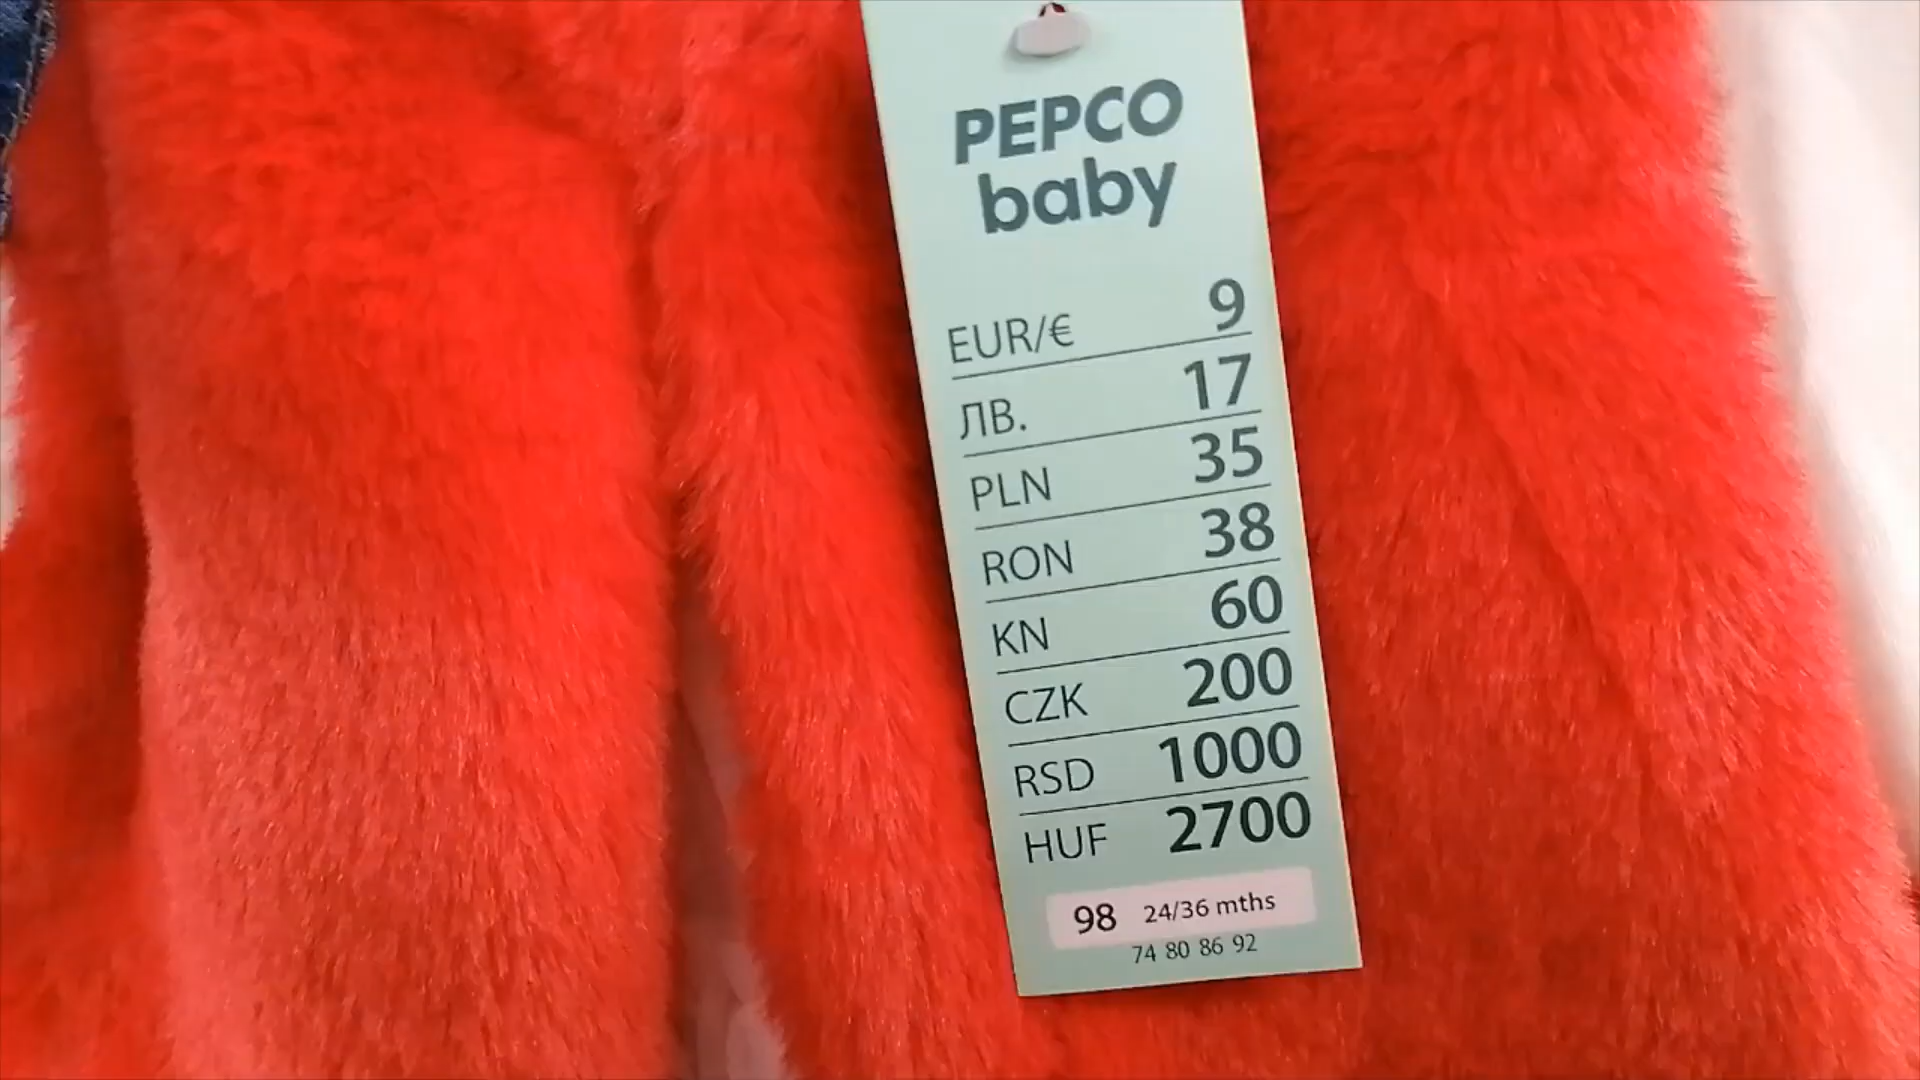 PEPCO
baby
EUR/€ 9
ЛВ. 17
PLN 35
RON 38
KN 60
CZK 200
RSD 1000
HUF 2700
98 24/36 mths
74 80 86 92